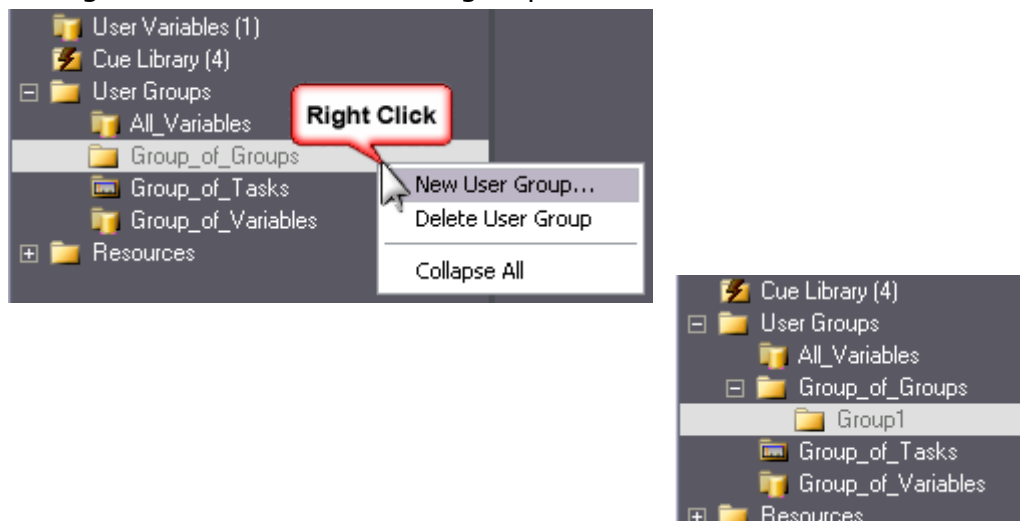 User Variables (1)
Cue Library (4)
User Groups
All_Variables
Right Click
Group_of_Groups
New User Group...
Group_of_Tasks
Delete User Group
Group_of_Variables
Resources
Collapse All
Cue Library (4)
User Groups
All_Variables
Group_of_Groups
Group1
Group_of_Tasks
Group_of_Variables
Resources